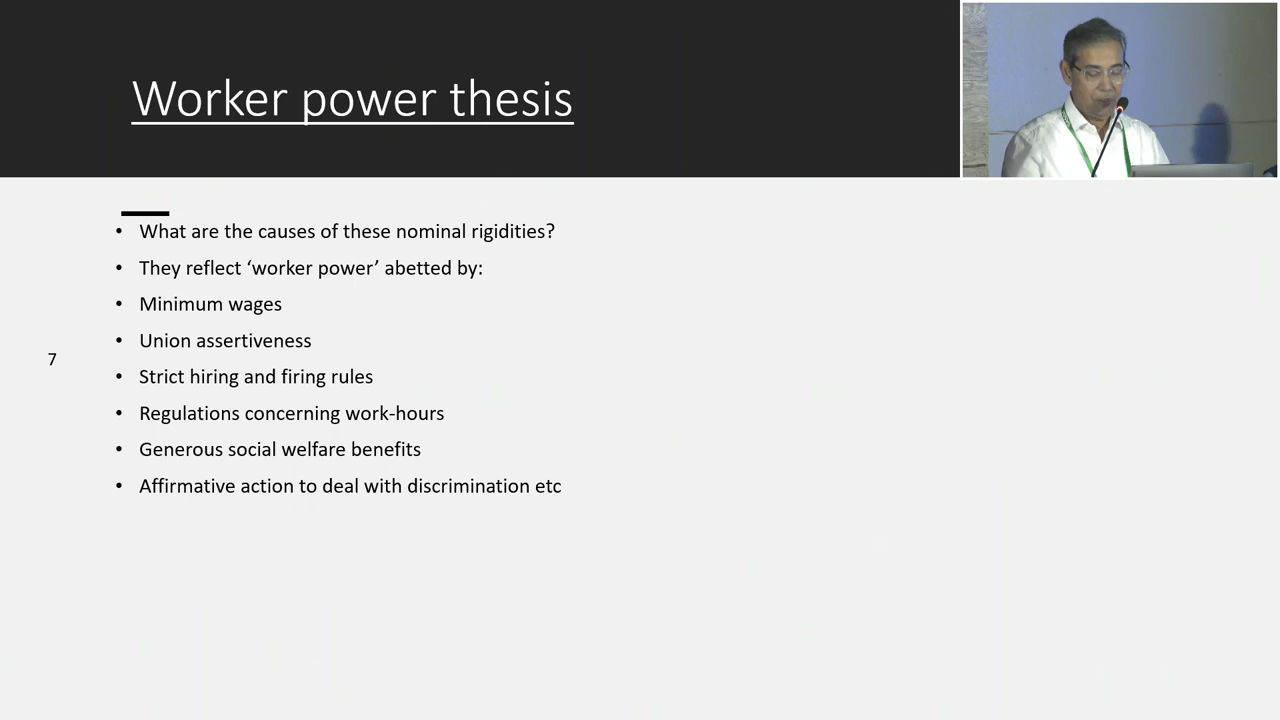 Worker power thesis
• What are the causes of these nominal rigidities?
• They reflect ‘worker power’ abetted by:
• Minimum wages
• Union assertiveness
7
• Strict hiring and firing rules
• Regulations concerning work-hours
• Generous social welfare benefits
• Affirmative action to deal with discrimination etc